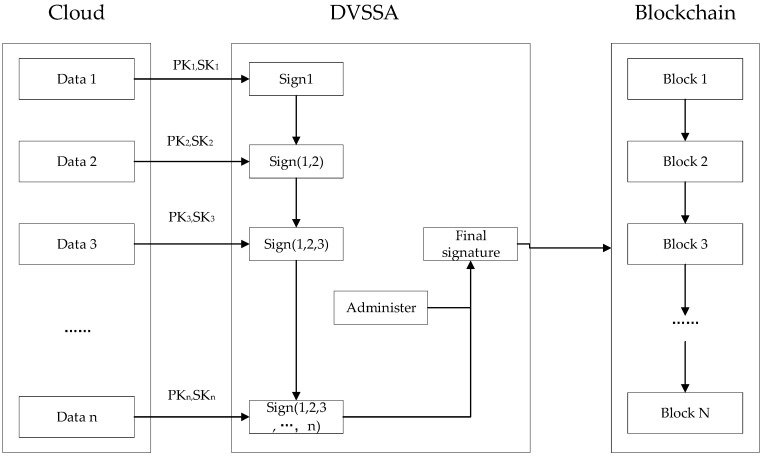 Cloud
DVSSA
Blockchain
Data 1
PK₁,SK₁
Sign1
Block 1
Data 2
PK₂,SK₂
Sign(1,2)
Block 2
Data 3
PK₃,SK₃
Sign(1,2,3)
Final
signature
Block 3
Administer
……
……
Data n
PKₙ,SKₙ
Sign(1,2,3
, …, n)
Block N